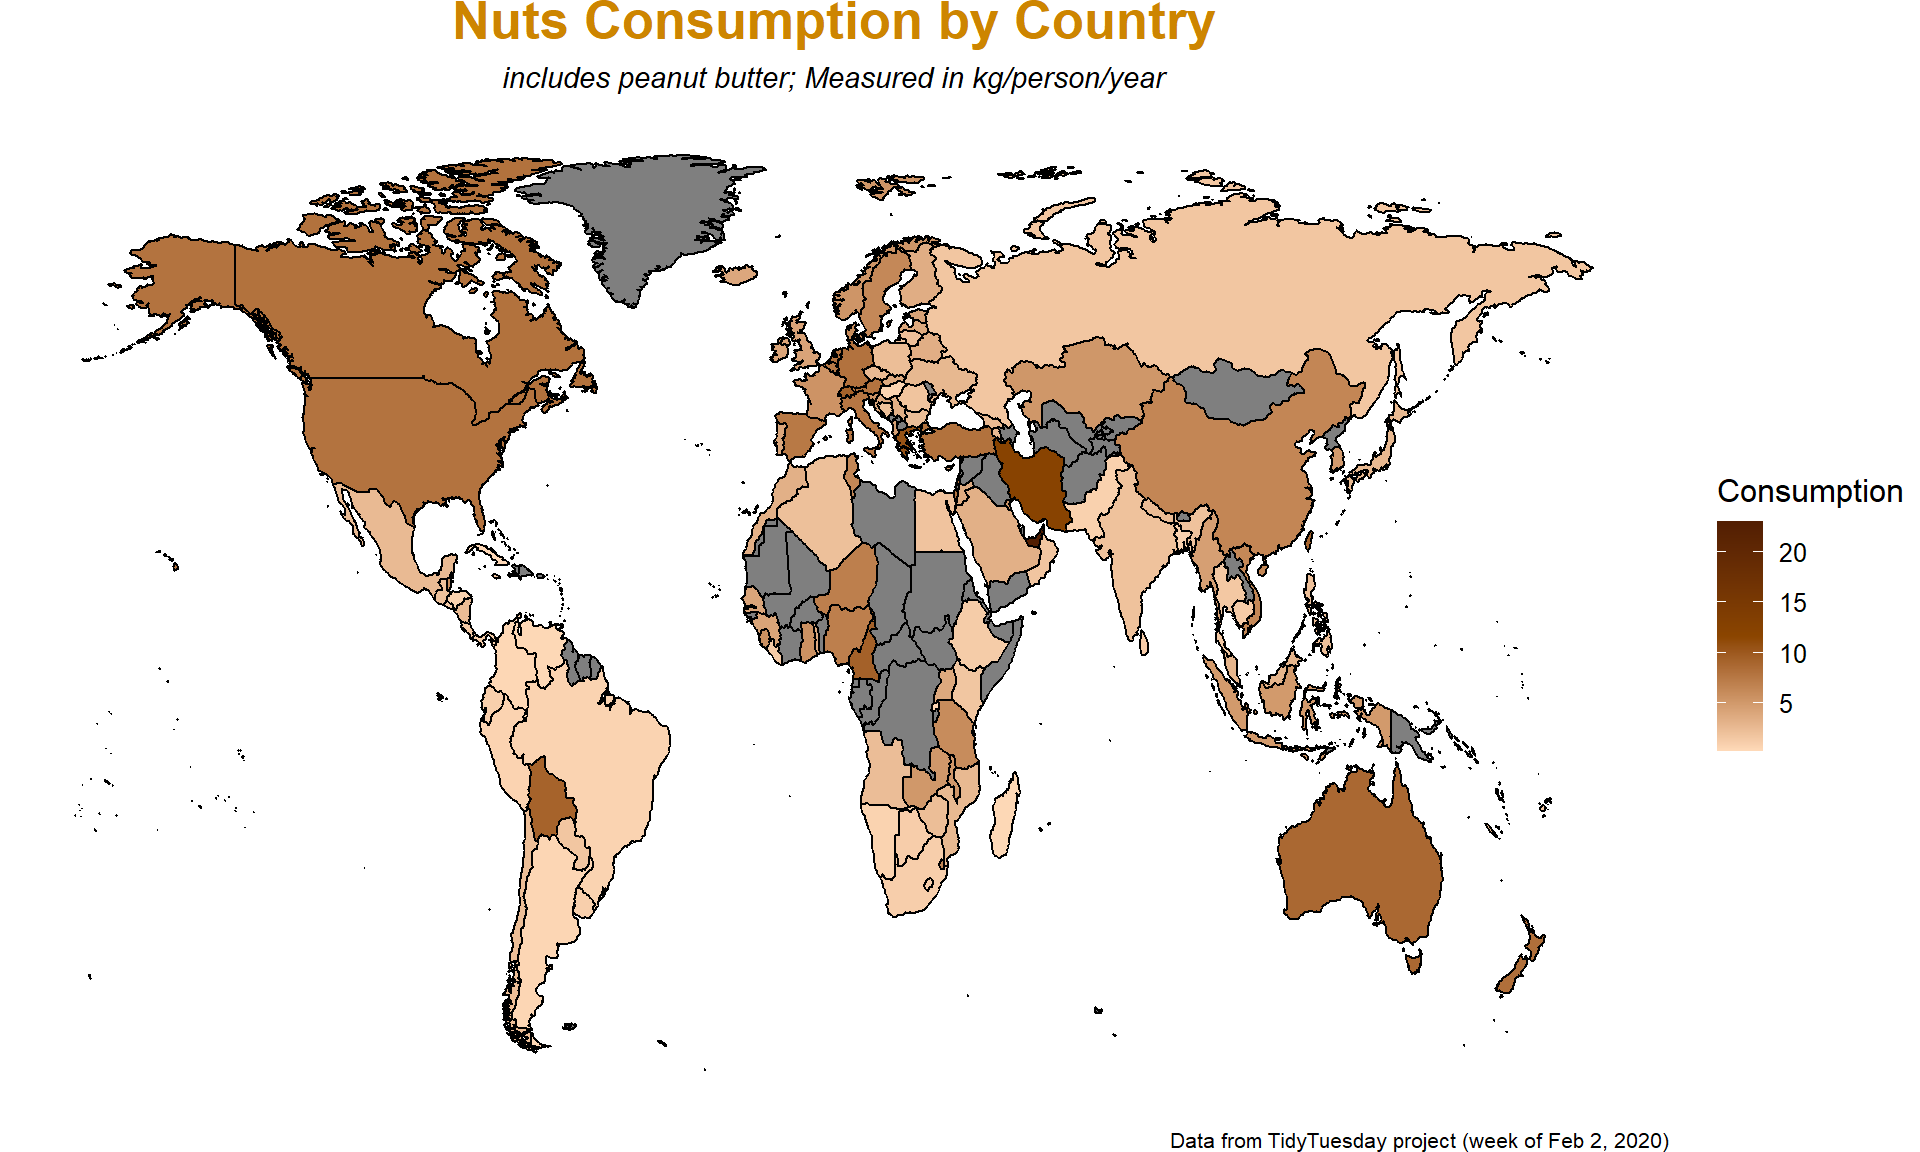 Nuts Consumption by Country
includes peanut butter; Measured in kg/person/year
Consumption
20
15
10
5
Data from TidyTuesday project (week of Feb 2, 2020)